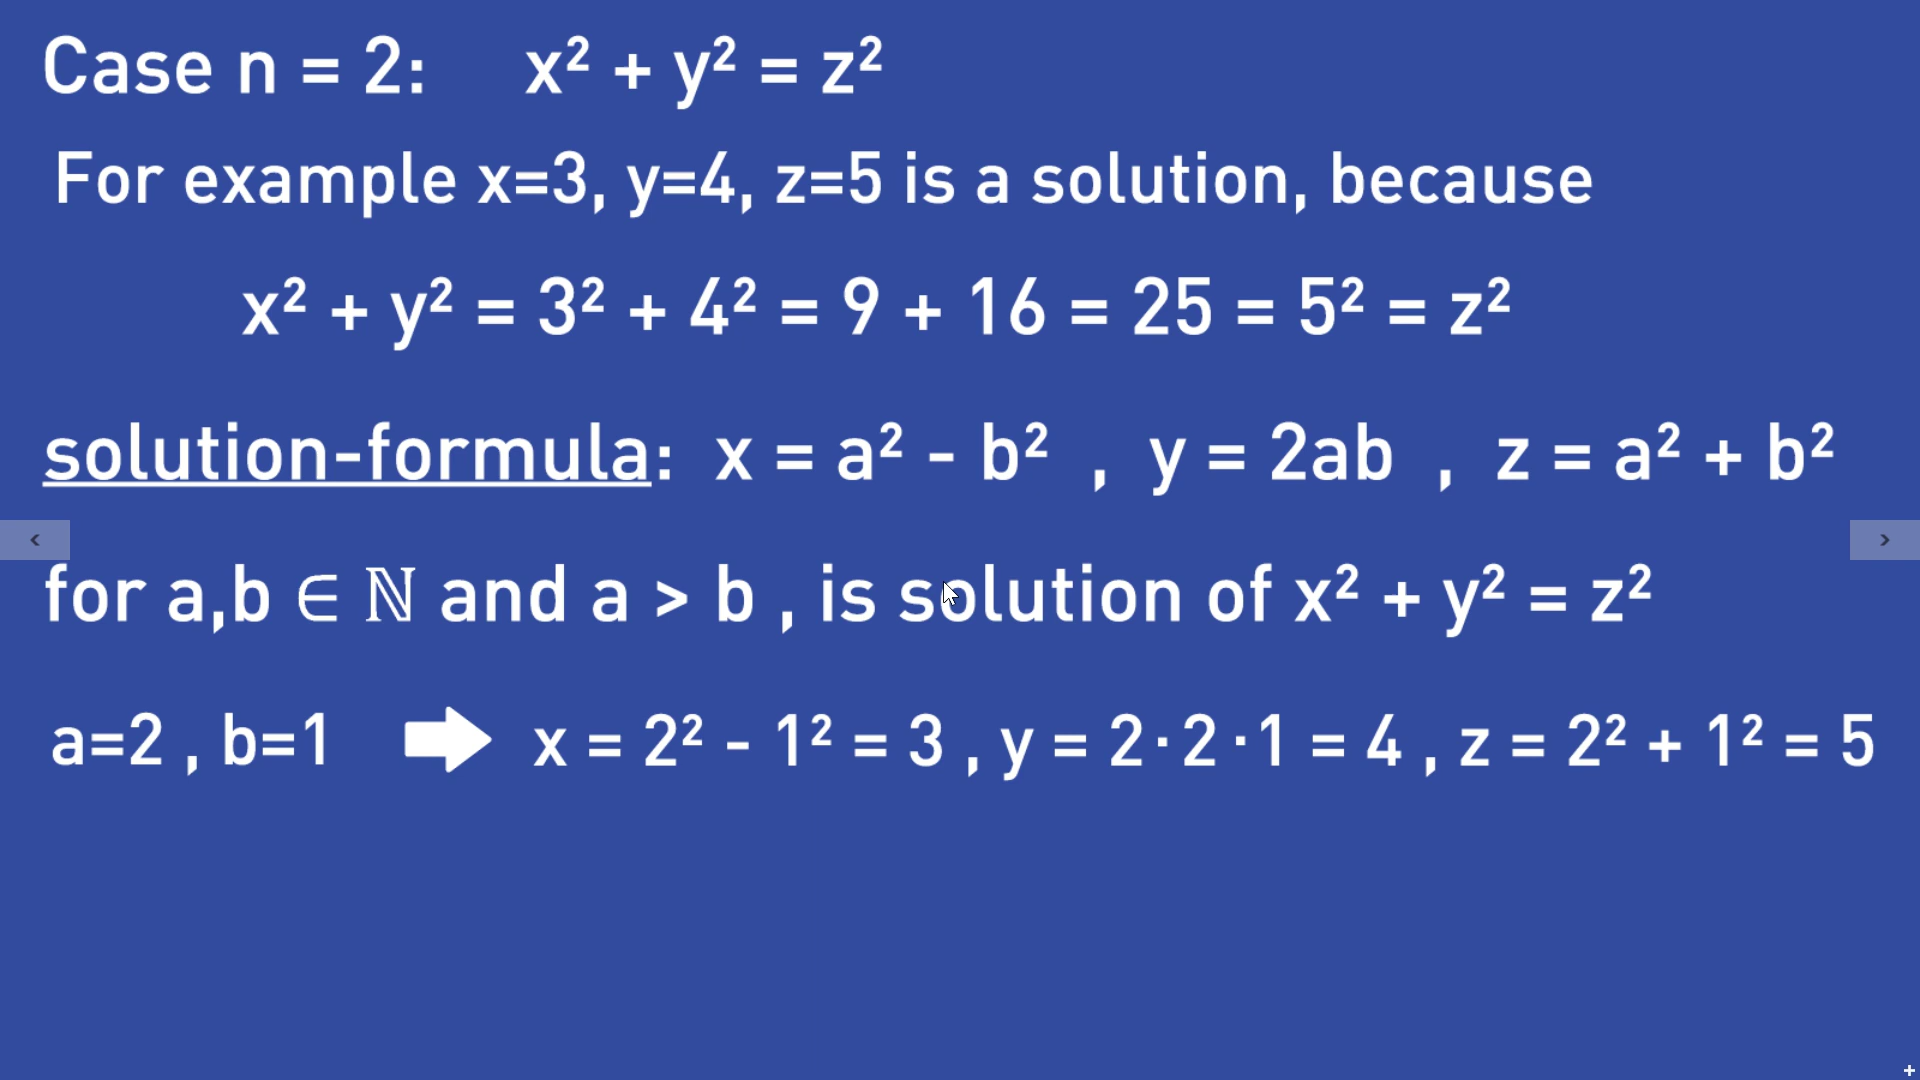 Case n = 2: x² + y² = z²
For example x=3, y=4, z=5 is a solution, because
x² + y² = 3² + 4² = 9 + 16 = 25 = 5² = z²
solution-formula: x = a² - b² , y = 2ab , z = a² + b²
for a,b ∈ ℕ and a > b , is solution of x² + y² = z²
a=2 , b=1 ➡ x = 2² - 1² = 3 , y = 2·2·1 = 4 , z = 2² + 1² = 5